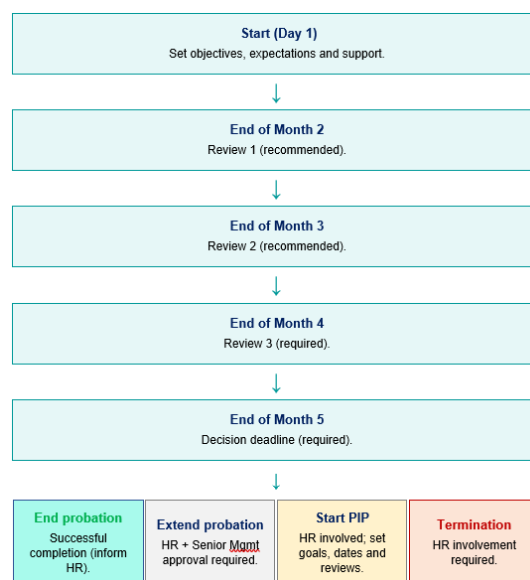 Start (Day 1)
Set objectives, expectations and support.
↓
End of Month 2
Review 1 (recommended).
↓
End of Month 3
Review 2 (recommended).
↓
End of Month 4
Review 3 (required).
↓
End of Month 5
Decision deadline (required).
↓
End probation
Successful
completion (inform
HR).
Extend probation
HR + Senior Mgmt
approval required.
Start PIP
HR involved; set
goals, dates and
reviews.
Termination
HR involvement
required.